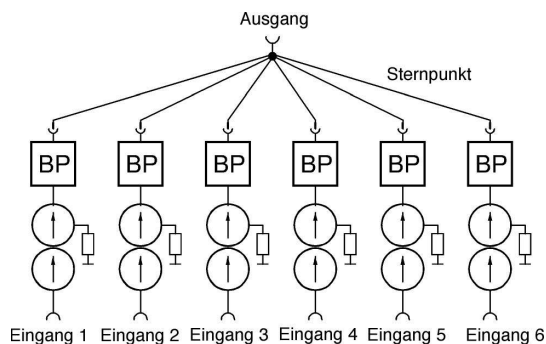 Ausgang
Sternpunkt
BP BP BP BP BP BP
Eingang 1 Eingang 2 Eingang 3 Eingang 4 Eingang 5 Eingang 6